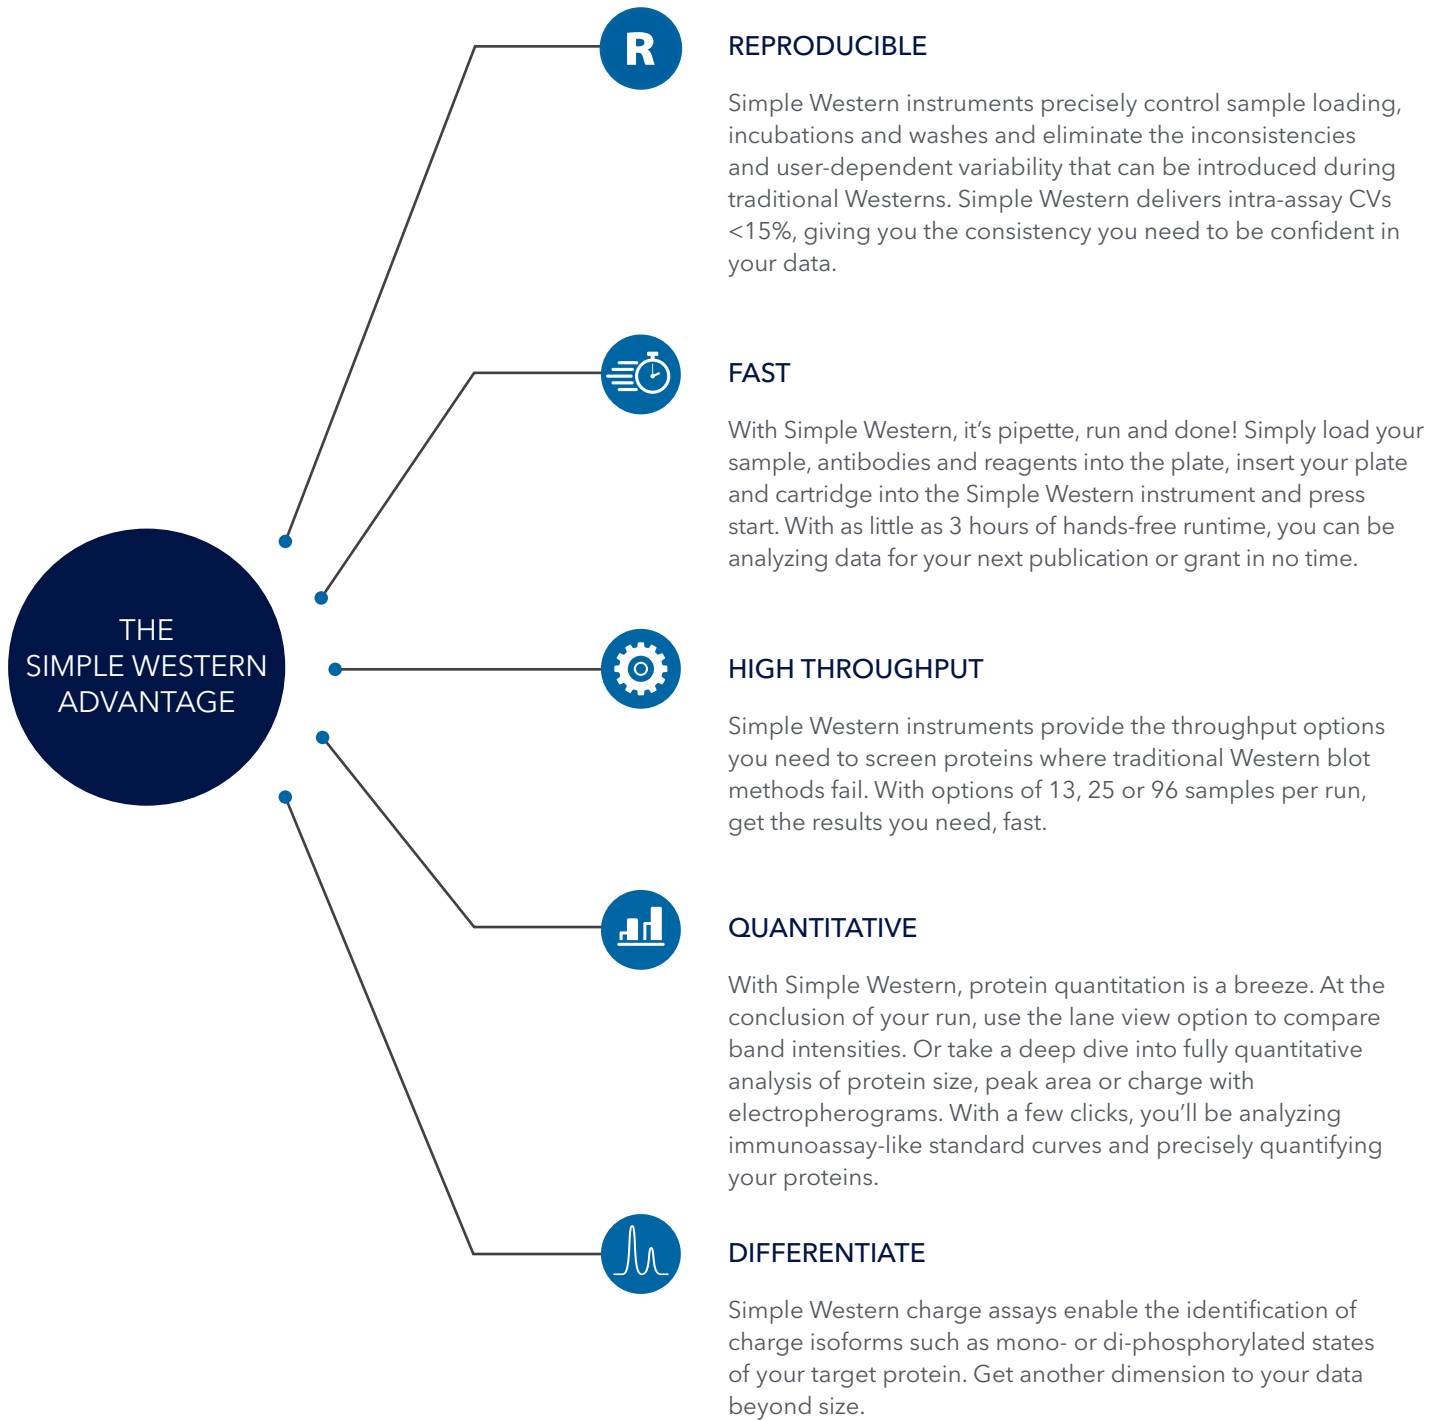 R
REPRODUCIBLE
Simple Western instruments precisely control sample loading,
incubations and washes and eliminate the inconsistencies
and user-dependent variability that can be introduced during
traditional Westerns. Simple Western delivers intra-assay CVs
<15%, giving you the consistency you need to be confident in
your data.
FAST
With Simple Western, it’s pipette, run and done! Simply load your
sample, antibodies and reagents into the plate, insert your plate
and cartridge into the Simple Western instrument and press
start. With as little as 3 hours of hands-free runtime, you can be
analyzing data for your next publication or grant in no time.
THE
SIMPLE WESTERN
ADVANTAGE
HIGH THROUGHPUT
Simple Western instruments provide the throughput options
you need to screen proteins where traditional Western blot
methods fail. With options of 13, 25 or 96 samples per run,
get the results you need, fast.
QUANTITATIVE
With Simple Western, protein quantitation is a breeze. At the
conclusion of your run, use the lane view option to compare
band intensities. Or take a deep dive into fully quantitative
analysis of protein size, peak area or charge with
electropherograms. With a few clicks, you’ll be analyzing
immunoassay-like standard curves and precisely quantifying
your proteins.
DIFFERENTIATE
Simple Western charge assays enable the identification of
charge isoforms such as mono- or di-phosphorylated states
of your target protein. Get another dimension to your data
beyond size.